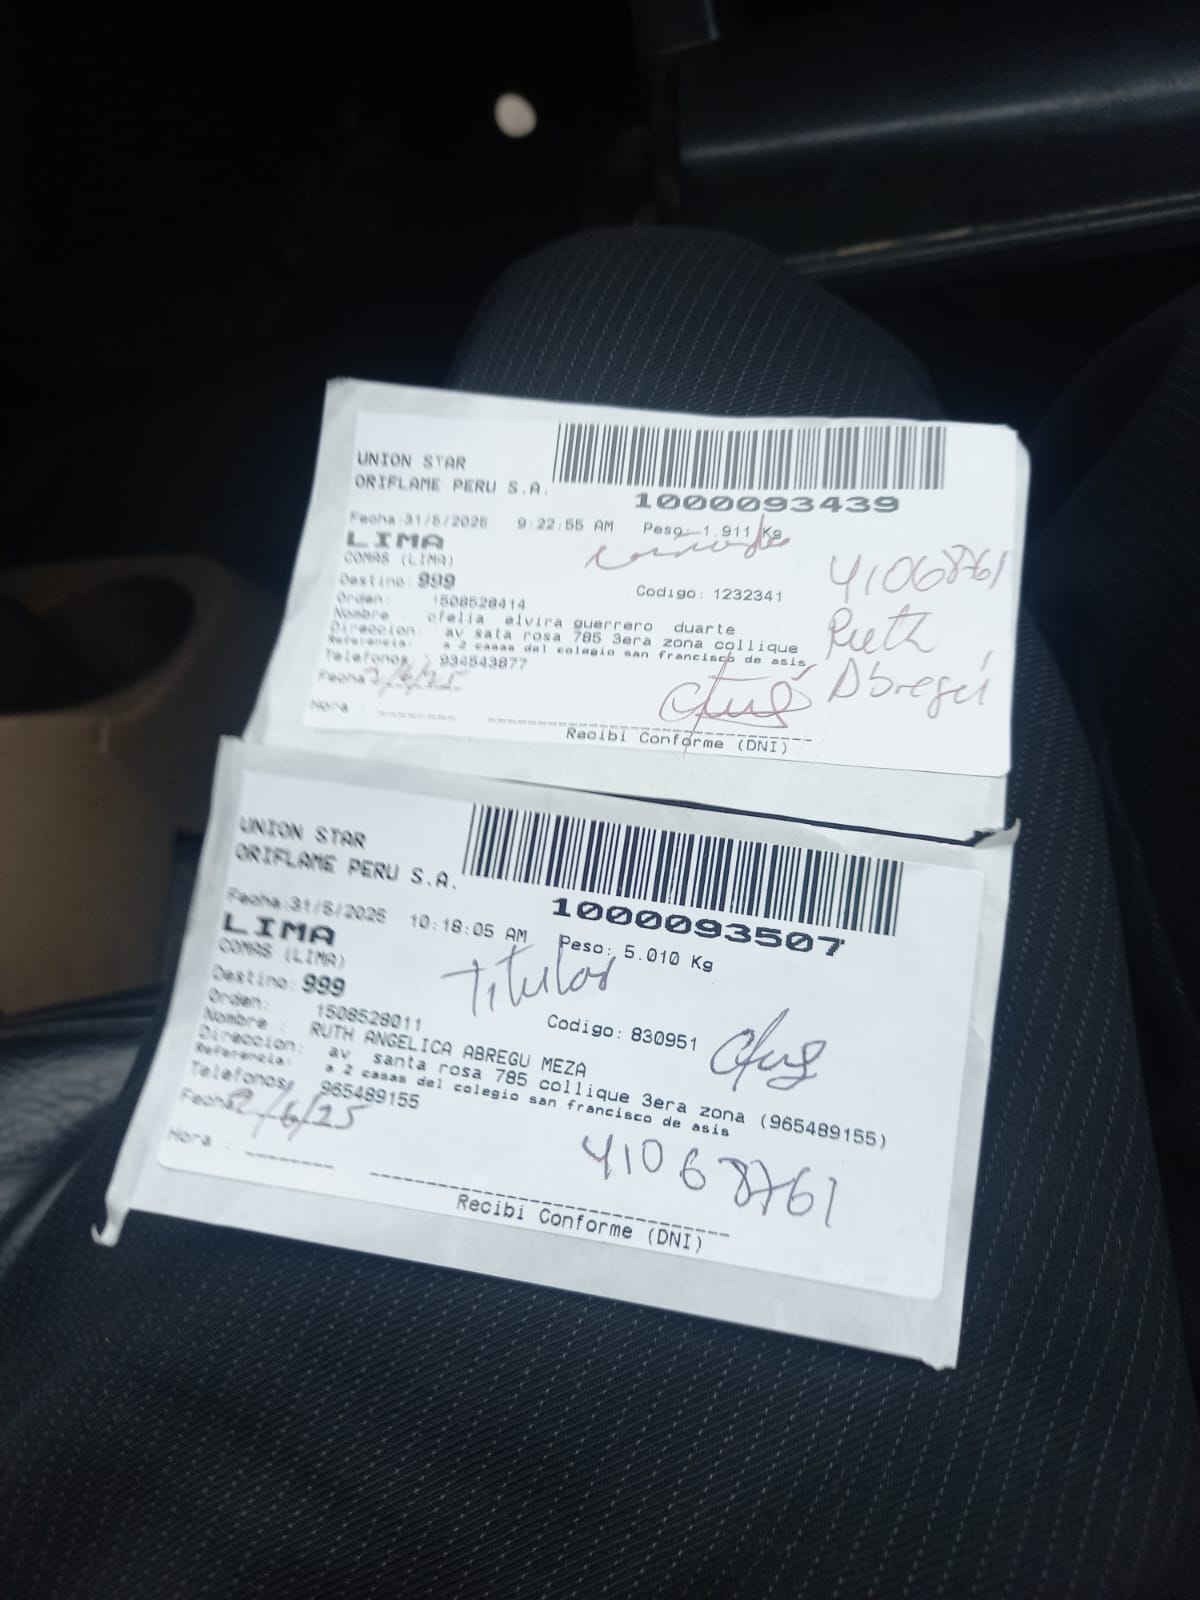 UNION STAR
ORIFLAME PERU S.A.
1000093439
Fecha:31/5/2025 9:22:55 AM Peso: 1.911 Kg
LIMA
COMAS (LIMA)
41068761
Destino: 999
Codigo: 1232341
Orden: 1508528414
Nombre : ofelia elvira guerrero duarte
Ruth
Direccion: av sata rosa 785 3era zona collique
Referencia: a 2 casas del colegio san francisco de asis
Telefonos : 934543877
Abregú
Fecha 2/6/25
Hora :
Recibi Conforme (DNI)
UNION STAR
ORIFLAME PERU S.A.
1000093507
Fecha:31/5/2025 10:18:05 AM Peso: 5.010 Kg
LIMA
COMAS (LIMA)
Titular
Destino: 999
Codigo: 830951
Orden: 1508528011
Nombre : RUTH ANGELICA ABREGU MEZA
Direccion: av santa rosa 785 collique 3era zona (965489155)
Referencia: a 2 casas del colegio san francisco de asis
Telefonos 965489155
Fecha 2/6/25
41068761
Hora :
Recibi Conforme (DNI)